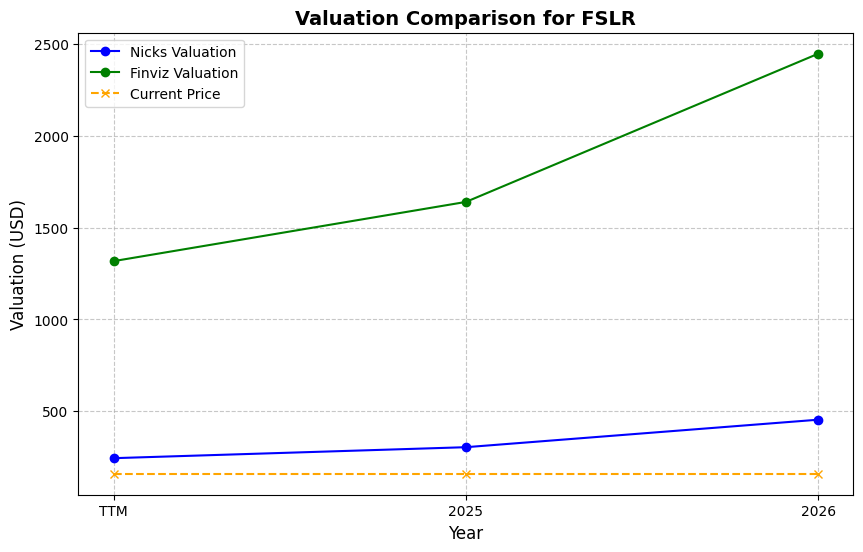 Valuation Comparison for FSLR
Nicks Valuation
Finviz Valuation
Current Price
Valuation (USD)
2500
2000
1500
1000
500
TTM
2025
2026
Year